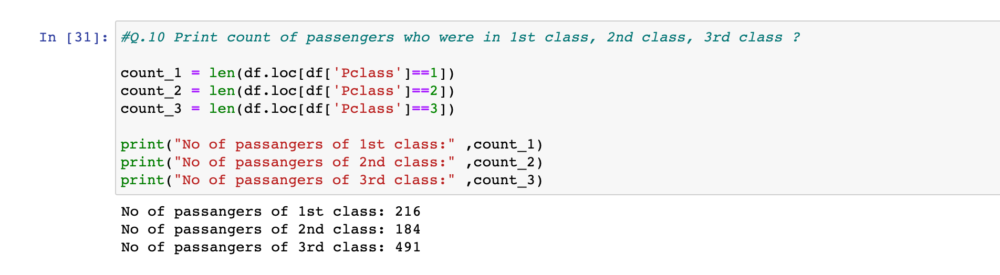 In [31]: #Q.10 Print count of passengers who were in 1st class, 2nd class, 3rd class ?
count_1 = len(df.loc[df['Pclass']==1])
count_2 = len(df.loc[df['Pclass']==2])
count_3 = len(df.loc[df['Pclass']==3])
print("No of passangers of 1st class:" ,count_1)
print("No of passangers of 2nd class:" ,count_2)
print("No of passangers of 3rd class:" ,count_3)
No of passangers of 1st class: 216
No of passangers of 2nd class: 184
No of passangers of 3rd class: 491